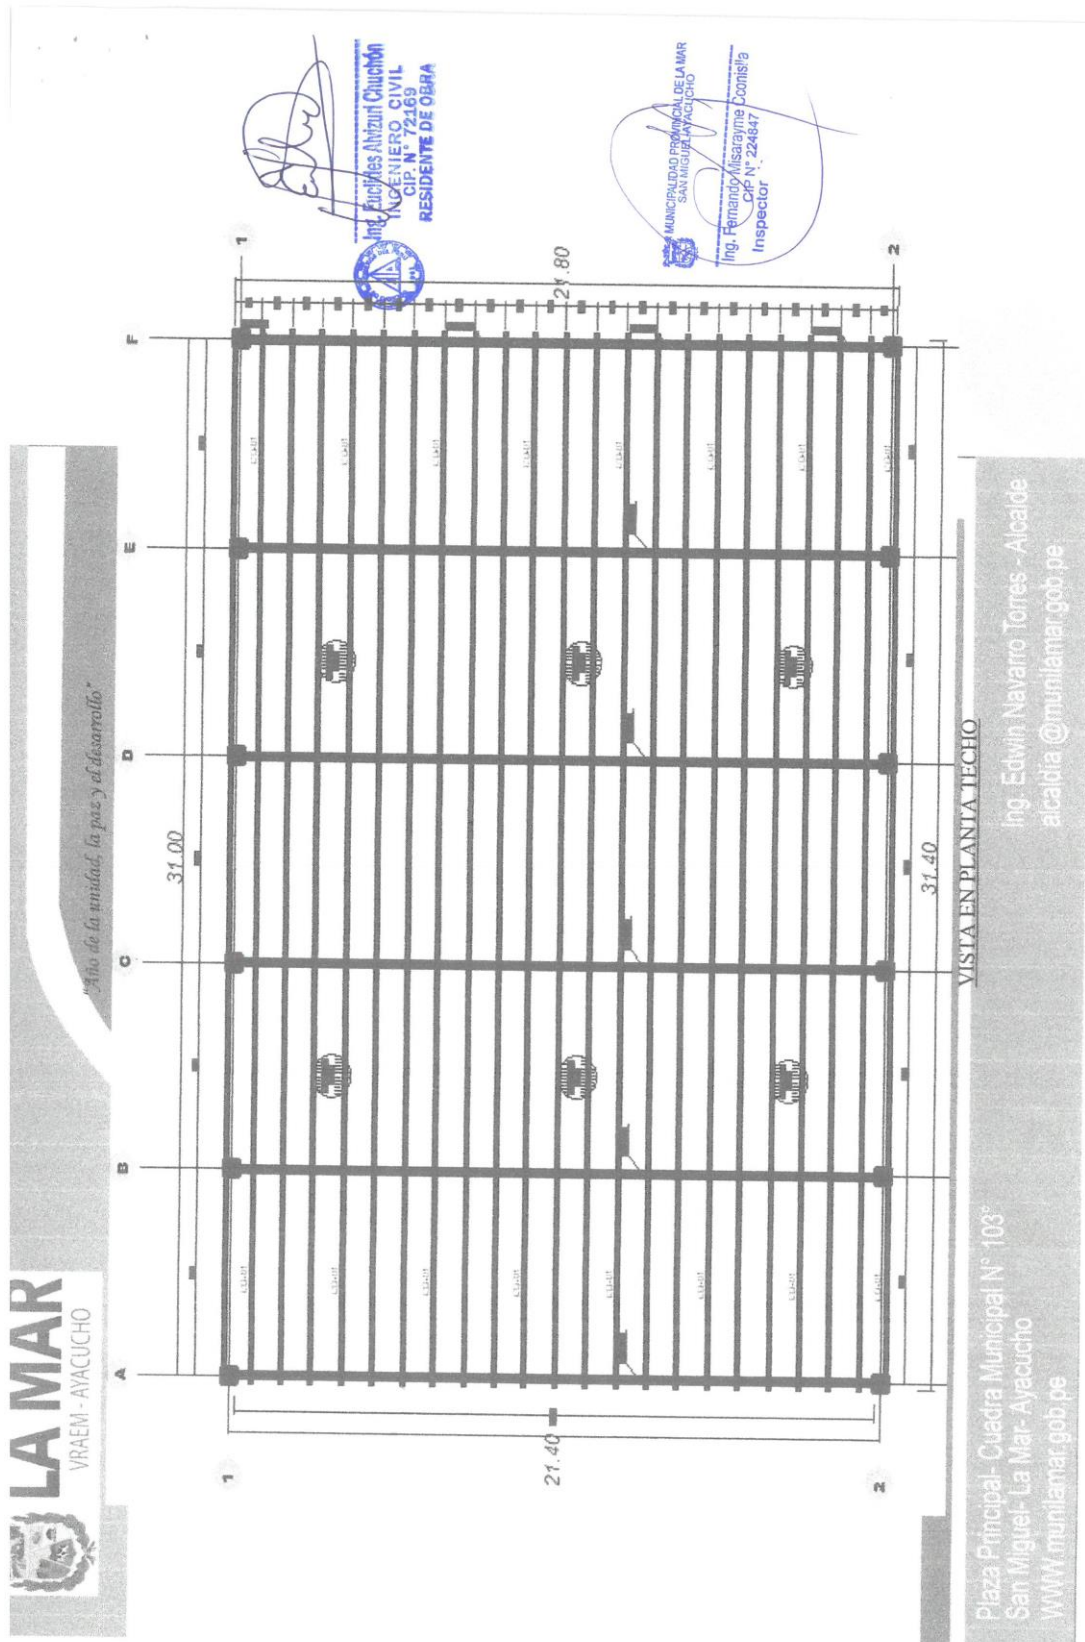 LA MAR
VRAEM - AYACUCHO
"Año de la unidad, la paz y el desarrollo"
A
B
C
D
E
F
31.00
1
1
21.40
21.80
2
2
31.40
VISTA EN PLANTA TECHO
Ing. Euclides Alvizuri Chuchón
INGENIERO CIVIL
CIP. N° 72169
RESIDENTE DE OBRA
MUNICIPALIDAD PROVINCIAL DE LA MAR
SAN MIGUEL - AYACUCHO
Ing. Fernando Misarayme Cconislla
CIP N° 224847
Inspector
Plaza Principal- Cuadra Municipal N° 103°
San Miguel- La Mar- Ayacucho
WWW.munilamar.gob.pe
Ing. Edwin Navarro Torres - Alcalde
alcaldia@munilamar.gob.pe